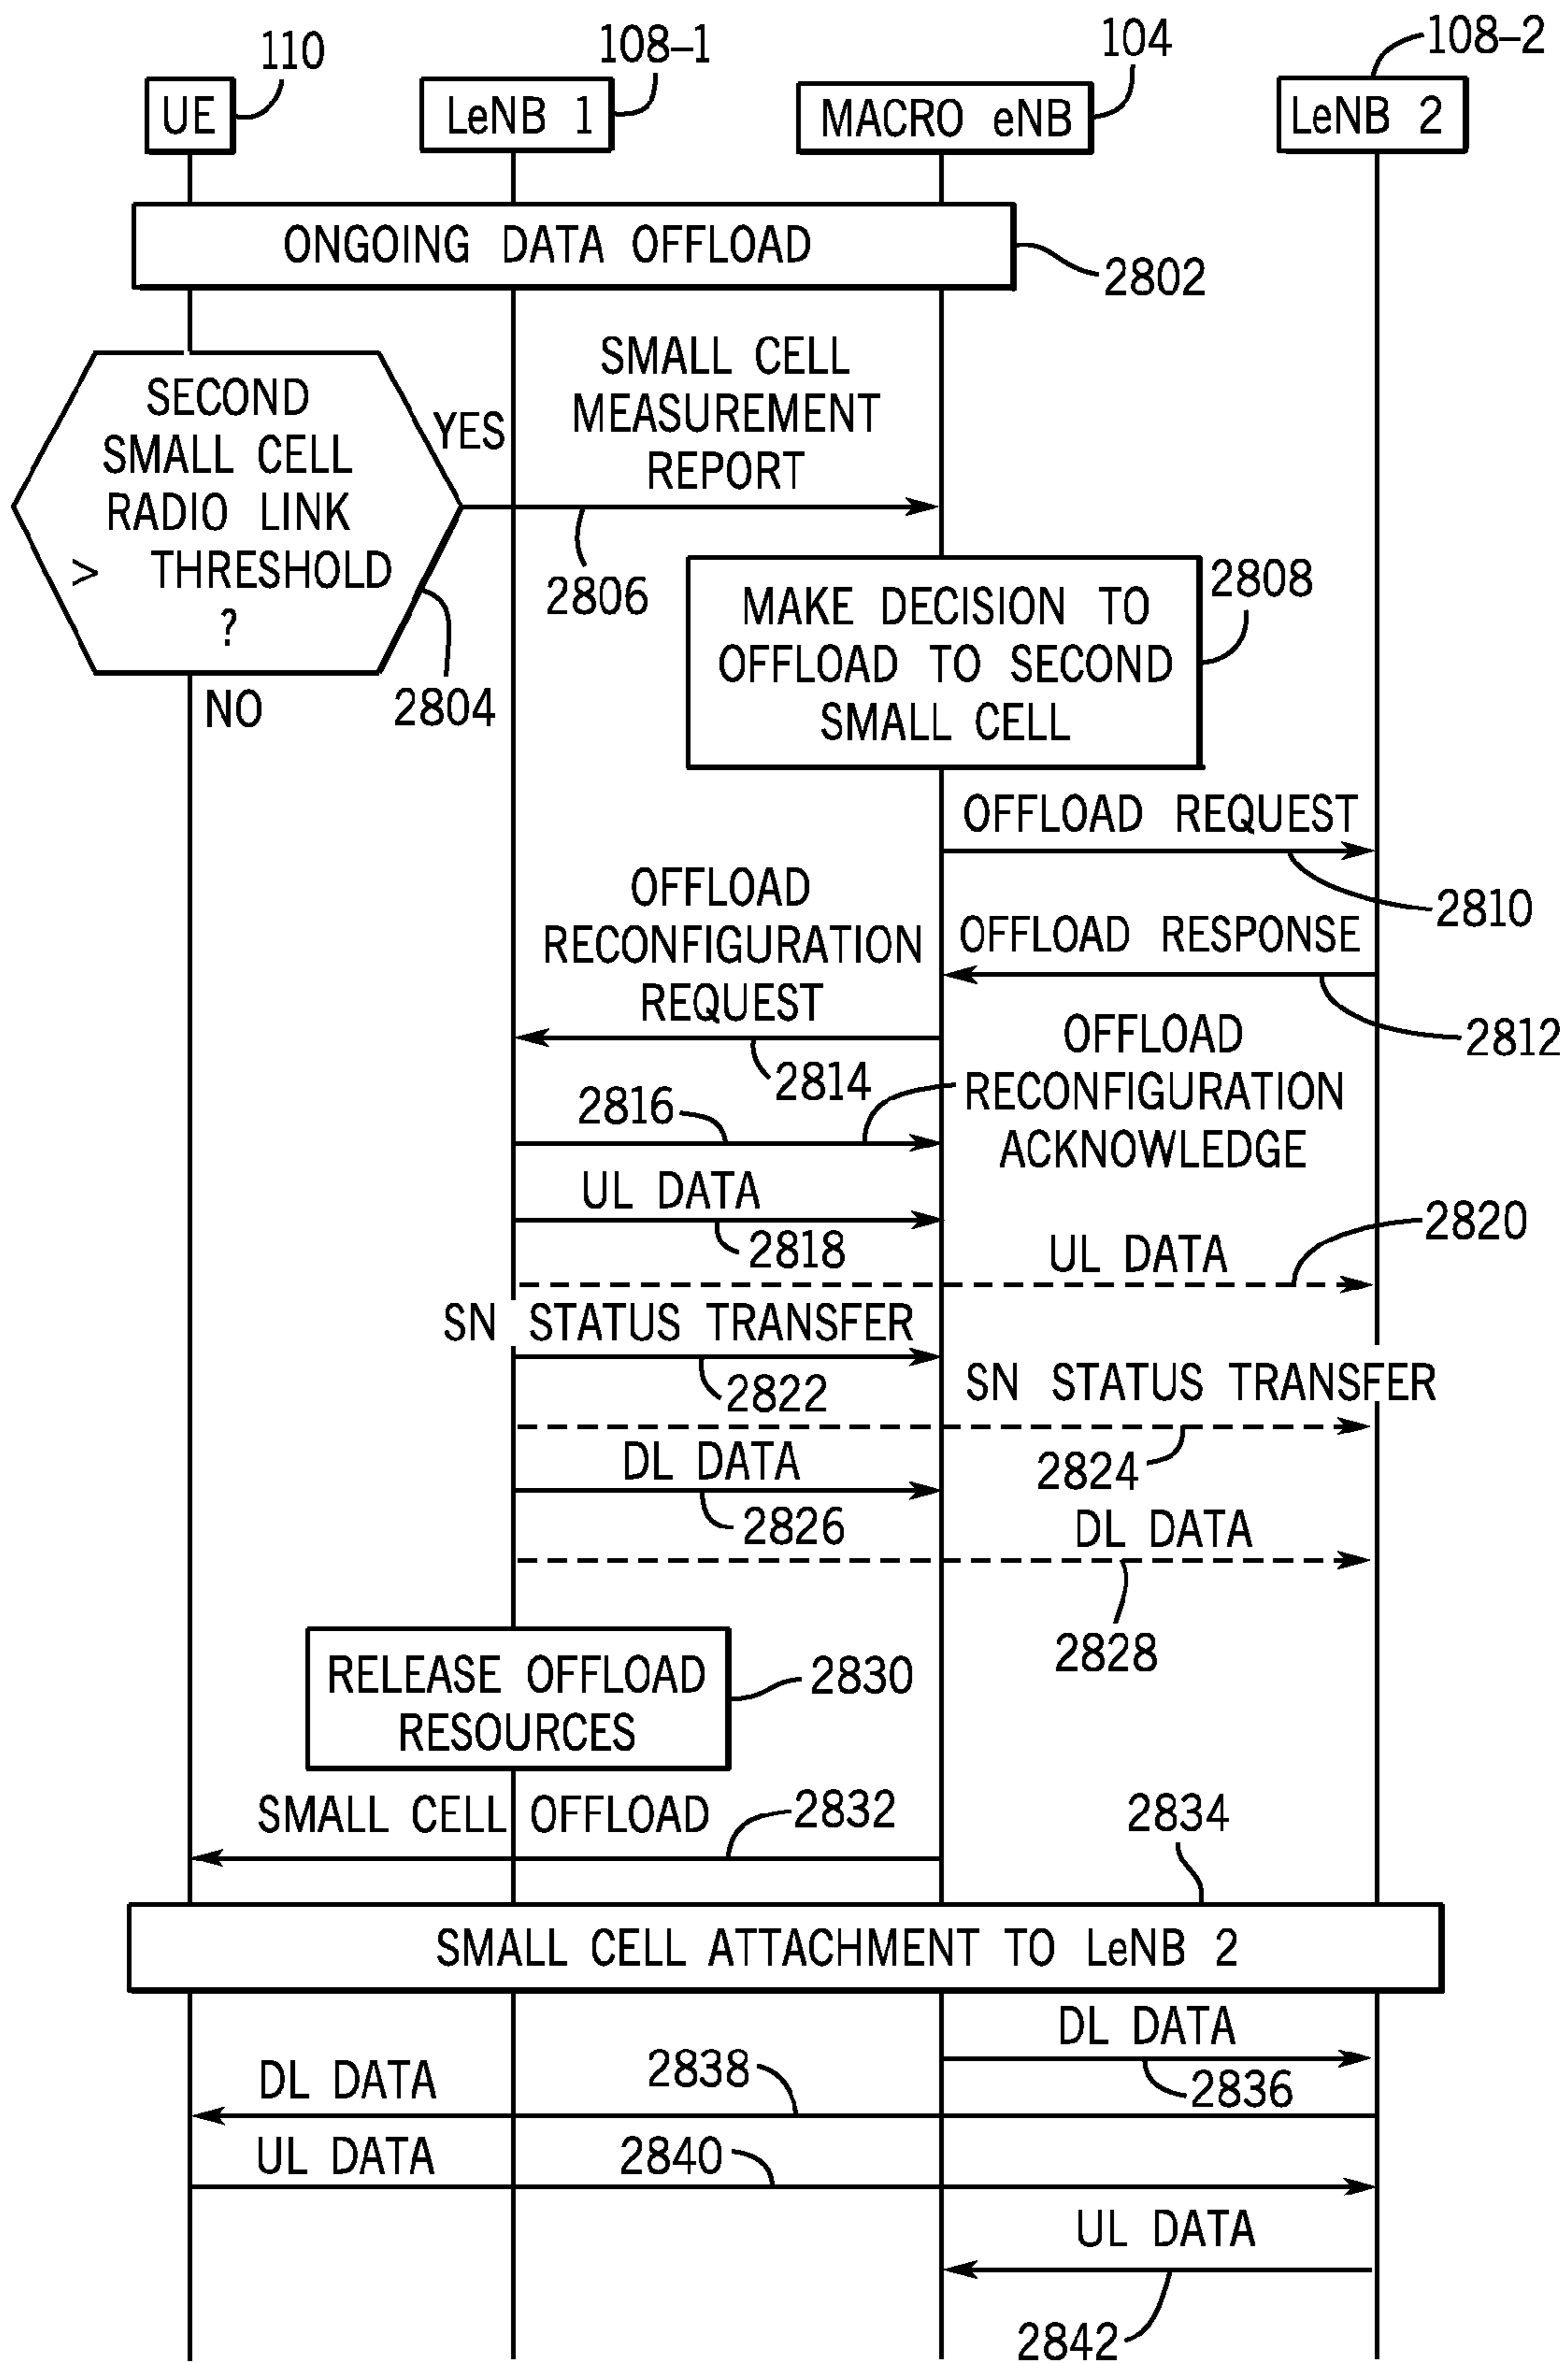 110
108-1
104
108-2
UE
LeNB 1
MACRO eNB
LeNB 2
ONGOING DATA OFFLOAD
2802
SECOND
SMALL CELL
RADIO LINK
> THRESHOLD
?
YES
NO
2804
SMALL CELL
MEASUREMENT
REPORT
2806
MAKE DECISION TO
OFFLOAD TO SECOND
SMALL CELL
2808
OFFLOAD REQUEST
2810
OFFLOAD RESPONSE
2812
OFFLOAD
RECONFIGURATION
REQUEST
2814
OFFLOAD
RECONFIGURATION
ACKNOWLEDGE
2816
UL DATA
2818
UL DATA
2820
SN STATUS TRANSFER
2822
SN STATUS TRANSFER
2824
DL DATA
2826
DL DATA
2828
RELEASE OFFLOAD
RESOURCES
2830
SMALL CELL OFFLOAD
2832
2834
SMALL CELL ATTACHMENT TO LeNB 2
DL DATA
2836
DL DATA
2838
UL DATA
2840
UL DATA
2842